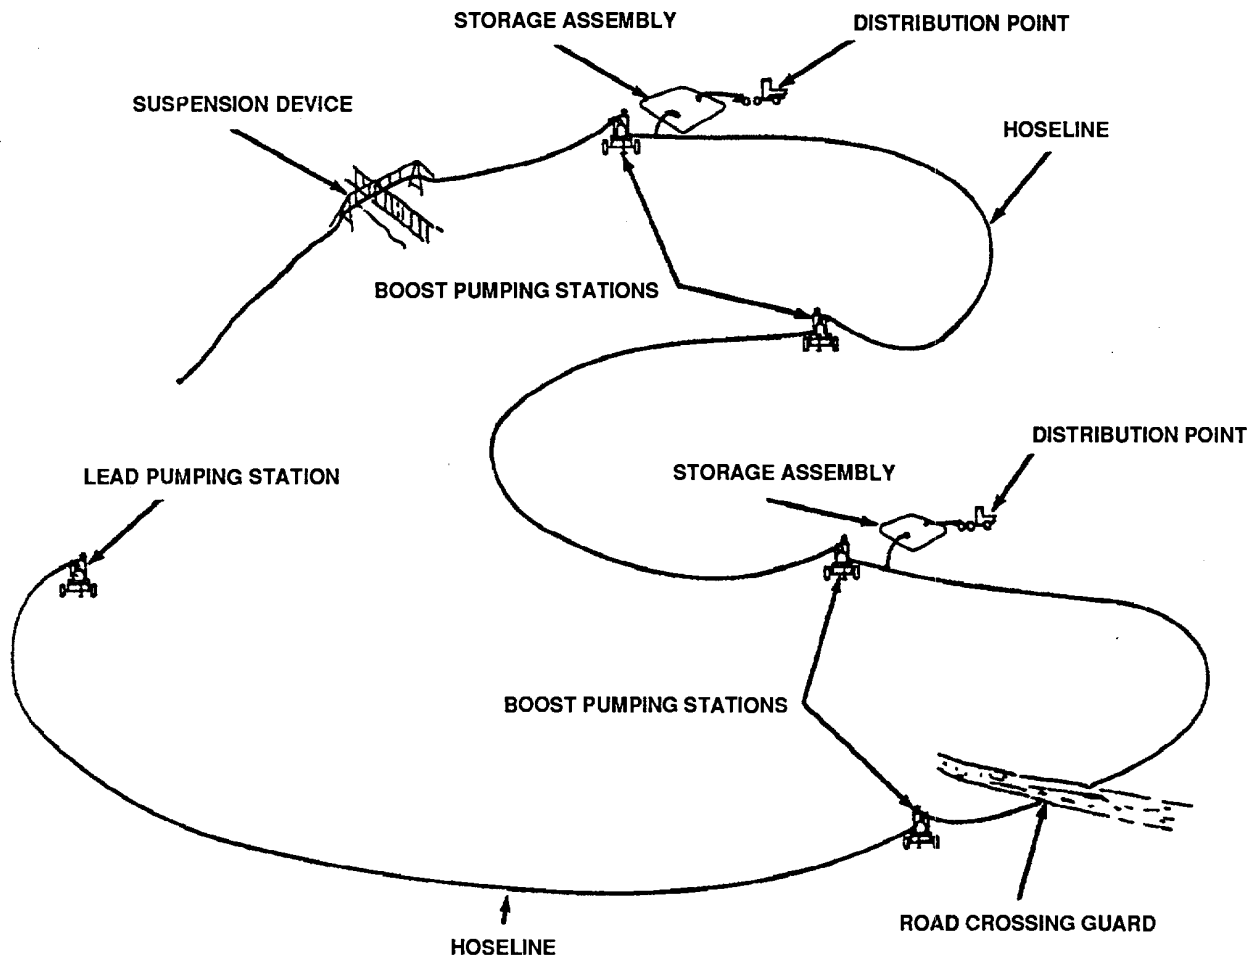 STORAGE ASSEMBLY
DISTRIBUTION POINT
SUSPENSION DEVICE
HOSELINE
BOOST PUMPING STATIONS
DISTRIBUTION POINT
STORAGE ASSEMBLY
LEAD PUMPING STATION
BOOST PUMPING STATIONS
ROAD CROSSING GUARD
HOSELINE